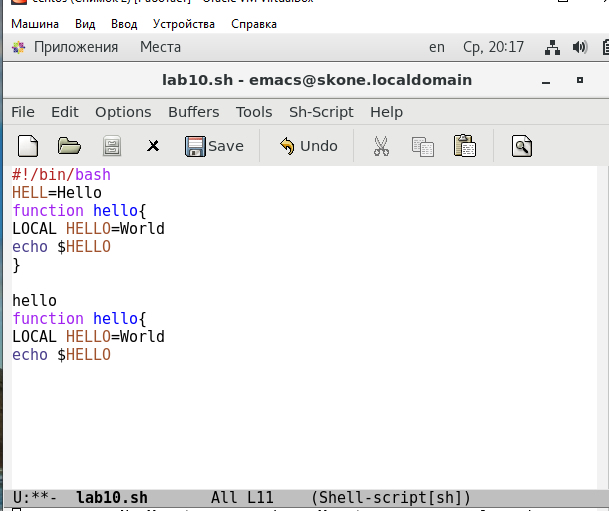 Машина Вид Ввод Устройства Справка
Приложения Места en Ср, 20:17
lab10.sh - emacs@skone.localdomain
File Edit Options Buffers Tools Sh-Script Help
Save Undo
#!/bin/bash
HELL=Hello
function hello{
LOCAL HELLO=World
echo $HELLO
}
hello
function hello{
LOCAL HELLO=World
echo $HELLO
U:**- lab10.sh All L11 (Shell-script[sh])